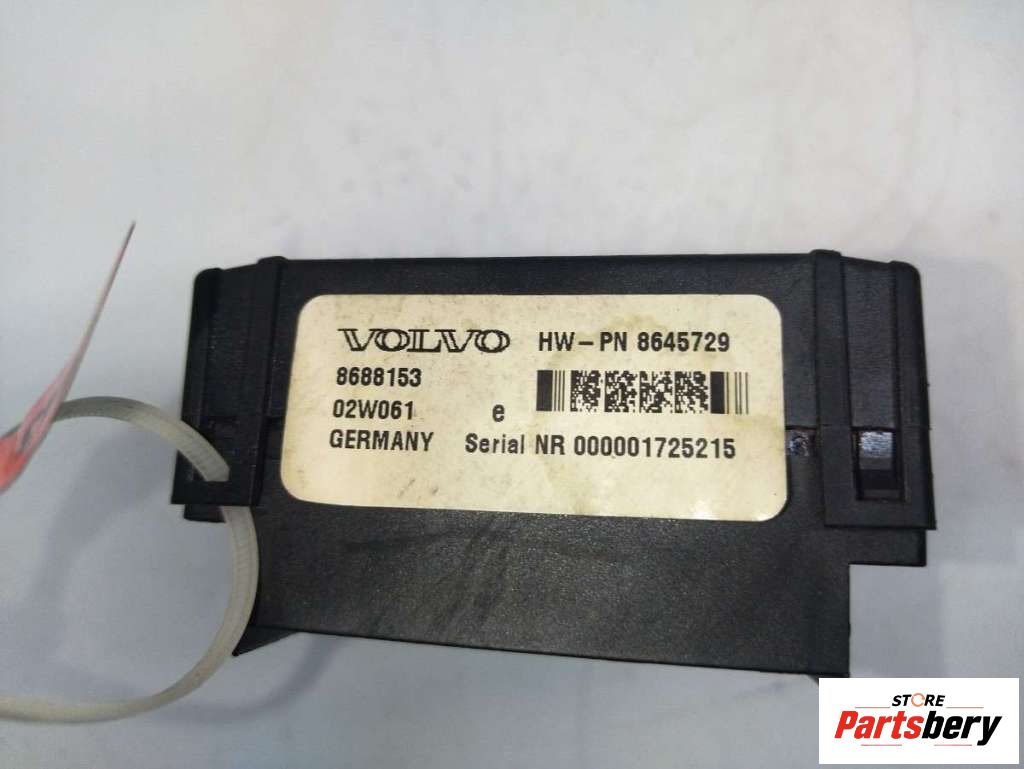 VOLVO HW-PN 8645729
8688153
02W061 e
GERMANY Serial NR 000001725215
STORE
Partsbery